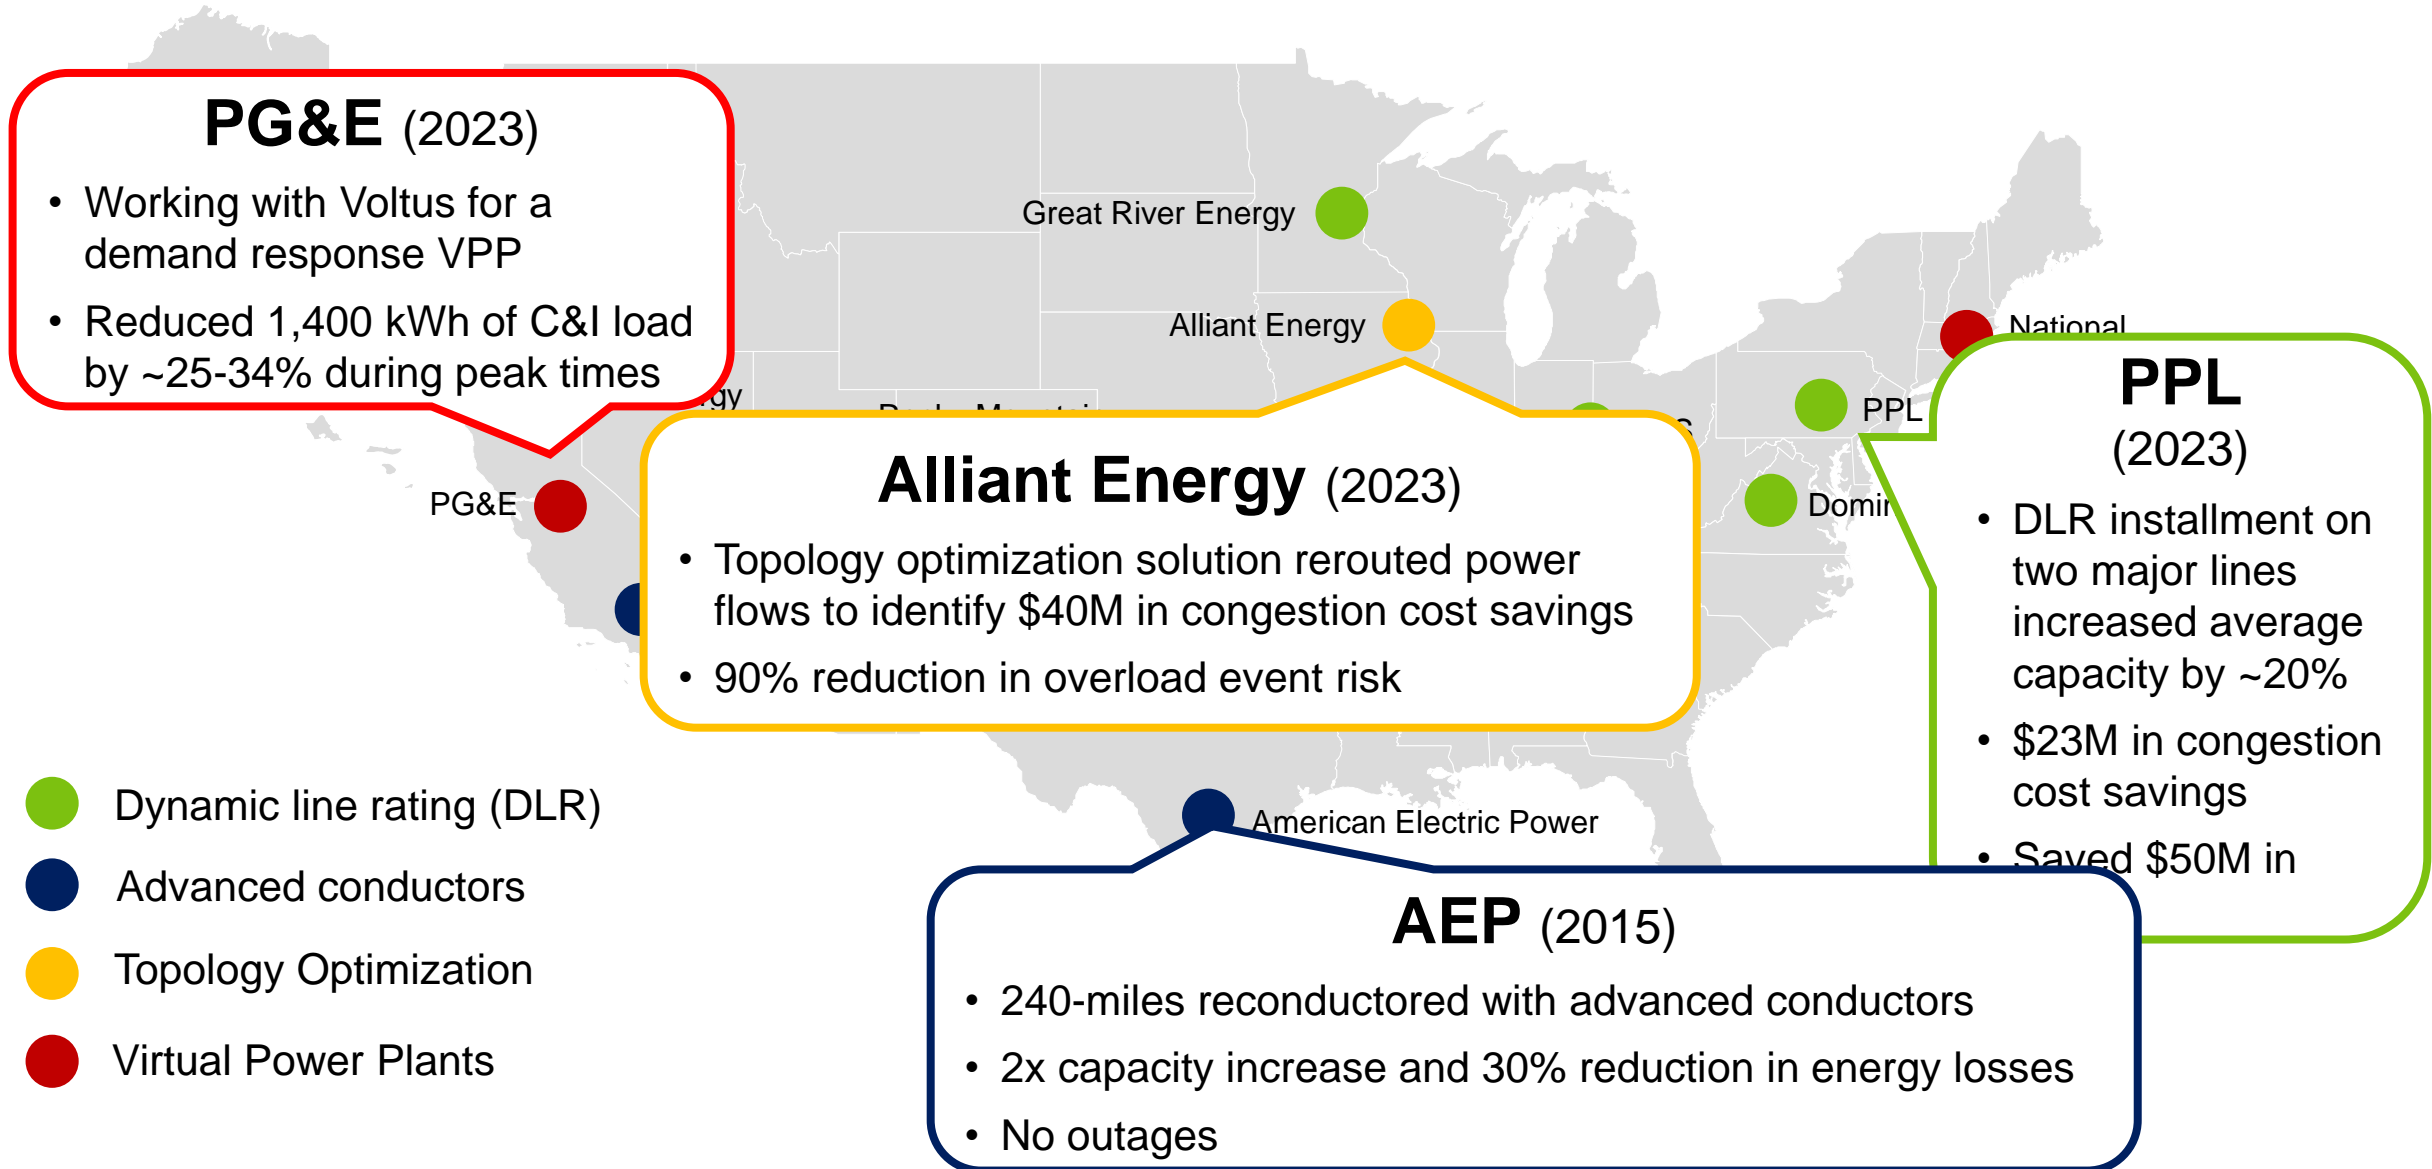 PG&E (2023)
• Working with Voltus for a
demand response VPP
• Reduced 1,400 kWh of C&I load
by ~25-34% during peak times
Great River Energy
Alliant Energy
National
PPL
PG&E
Alliant Energy (2023)
• Topology optimization solution rerouted power
flows to identify $40M in congestion cost savings
• 90% reduction in overload event risk
PPL
(2023)
• DLR installment on
two major lines
increased average
capacity by ~20%
• $23M in congestion
cost savings
• Saved $50M in
American Electric Power
AEP (2015)
• 240-miles reconductored with advanced conductors
• 2x capacity increase and 30% reduction in energy losses
• No outages
Dynamic line rating (DLR)
Advanced conductors
Topology Optimization
Virtual Power Plants